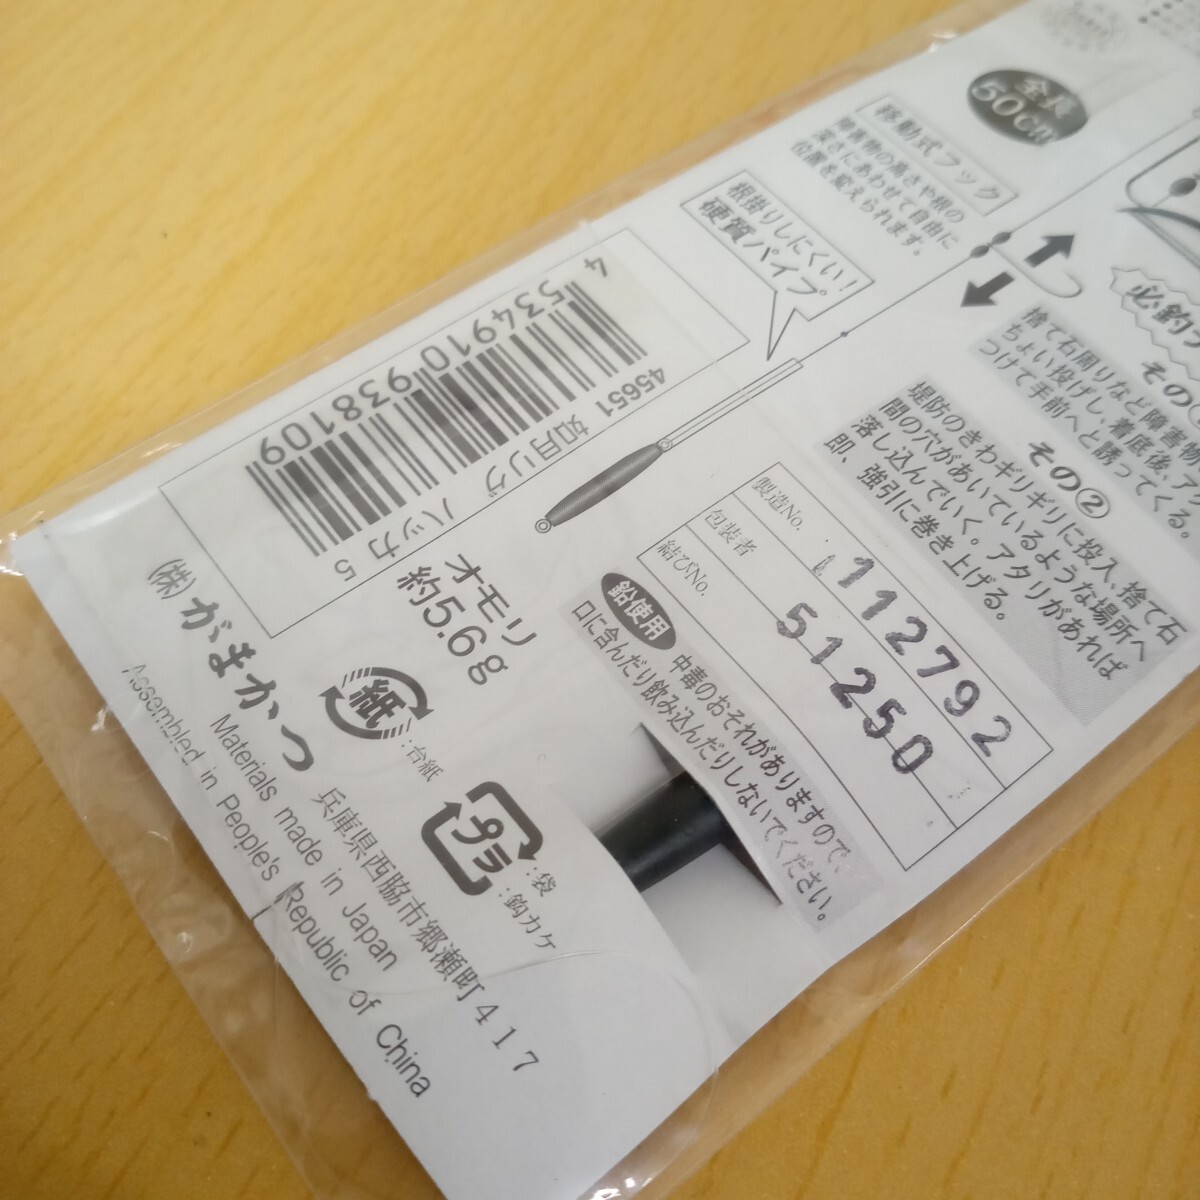 全長
50cm
移動式フック
障害物の高さや根の
深さにあわせて自由に
位置を変えられます。
根掛りしにくい!
硬質パイプ
その②
堤防のきわギリギリに投入、捨て石
間の穴があいているような場所へ
落し込んでいく。アタリがあれば
即、強引に巻き上げる。
捨て石周りなど障害物
ちょい投げし、着底後、ア
つけて手前へと誘ってくる。
4 534910 938109
45651 如月リグ ハッカ 5
オモリ
約5.6g
製造No. 1112792
包装者 51250
結びNo.
鉛使用
中毒のおそれがありますので、
口に含んだり飲み込んだりしないでください。
(株)がまかつ
紙
:台紙
プラ
:袋
:鈎カケ
兵庫県西脇市郷瀬町417
Materials made in Japan
Assembled in People's Republic of China